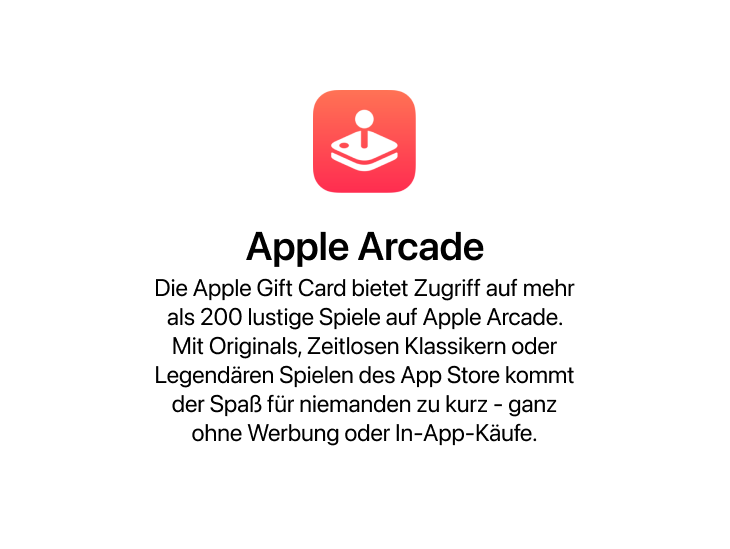 Apple Arcade
Die Apple Gift Card bietet Zugriff auf mehr
als 200 lustige Spiele auf Apple Arcade.
Mit Originals, Zeitlosen Klassikern oder
Legendären Spielen des App Store kommt
der Spaß für niemanden zu kurz - ganz
ohne Werbung oder In-App-Käufe.